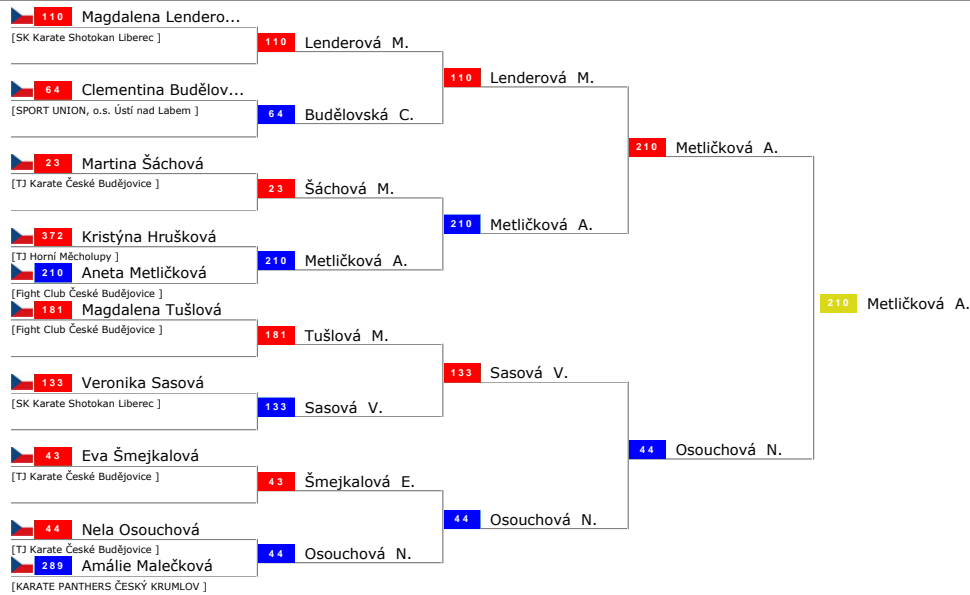 110 Magdalena Lendero...
[SK Karate Shotokan Liberec ]
64 Clementina Budělov...
[SPORT UNION, o.s. Ústí nad Labem ]
23 Martina Šáchová
[TJ Karate České Budějovice ]
372 Kristýna Hrušková
[TJ Horní Měcholupy ]
210 Aneta Metličková
[Fight Club České Budějovice ]
181 Magdalena Tušlová
[Fight Club České Budějovice ]
133 Veronika Sasová
[SK Karate Shotokan Liberec ]
43 Eva Šmejkalová
[TJ Karate České Budějovice ]
44 Nela Osouchová
[TJ Karate České Budějovice ]
289 Amálie Malečková
[KARATE PANTHERS ČESKÝ KRUMLOV ]
110 Lenderová M.
64 Budělovská C.
23 Šáchová M.
210 Metličková A.
181 Tušlová M.
133 Sasová V.
43 Šmejkalová E.
44 Osouchová N.
110 Lenderová M.
210 Metličková A.
133 Sasová V.
44 Osouchová N.
210 Metličková A.
44 Osouchová N.
210 Metličková A.